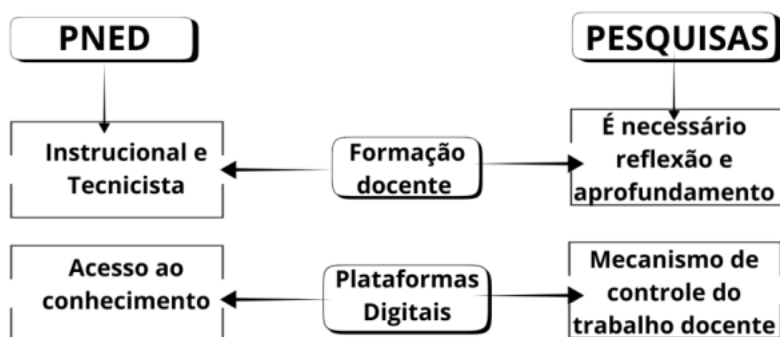 PNED
PESQUISAS
Instrucional e
Tecnicista
Formação
docente
É necessário
reflexão e
aprofundamento
Acesso ao
conhecimento
Plataformas
Digitais
Mecanismo de
controle do
trabalho docente